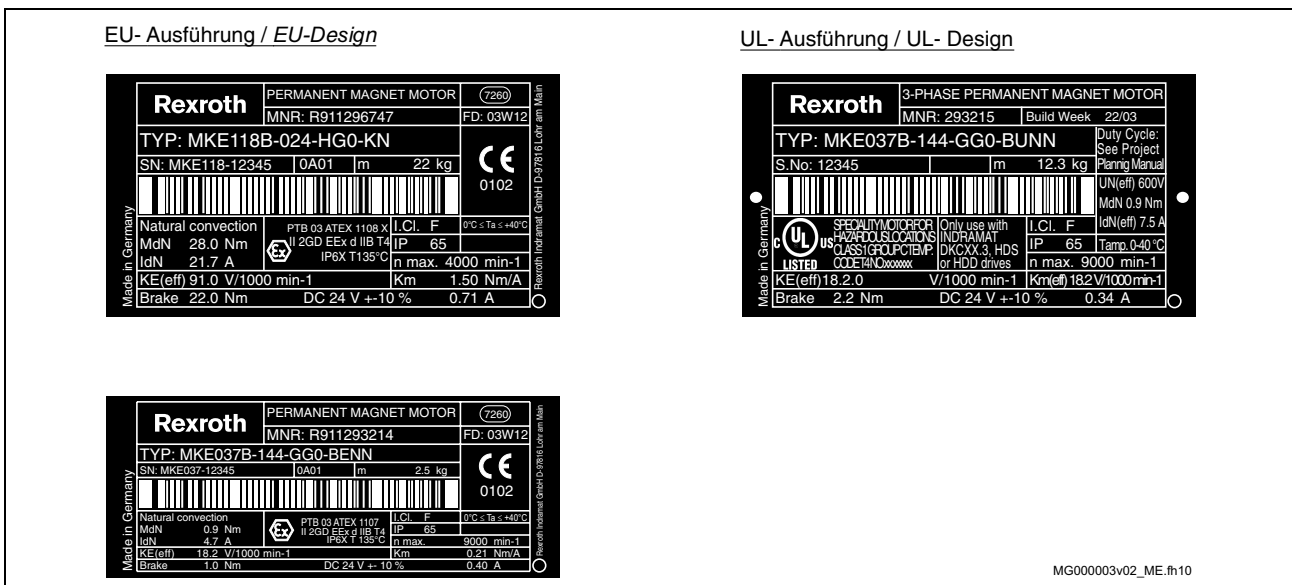 EU- Ausführung / EU-Design
Made in Germany
Rexroth
PERMANENT MAGNET MOTOR 7260
MNR: R911296747 FD: 03W12
TYP: MKE118B-024-HG0-KN
SN: MKE118-12345 0A01 m 22 kg
CE
0102
Natural convection PTB 03 ATEX 1108 X I.Cl. F 0°C ≤ Ta ≤ +40°C
MdN 28.0 Nm Ex II 2GD EEx d IIB T4 IP 65
IdN 21.7 A IP6X T135°C n max. 4000 min-1
KE(eff) 91.0 V/1000 min-1 Km 1.50 Nm/A
Brake 22.0 Nm DC 24 V +-10 % 0.71 A
Rexroth Indramat GmbH D-97816 Lohr am Main
UL- Ausführung / UL- Design
Made in Germany
Rexroth
3-PHASE PERMANENT MAGNET MOTOR
MNR: 293215 Build Week 22/03
TYP: MKE037B-144-GG0-BUNN
Duty Cycle:
See Project
Plannig Manual
S.No: 12345 m 12.3 kg
UN(eff) 600V
MdN 0.9 Nm
IdN(eff) 7.5 A
Tamp. 0-40 °C
C UL US
LISTED
SPECIALITY MOTOR FOR
HAZARDOUS LOCATIONS
CLASS 1 GROUP C TEMP.
CODE T4 NO xxxxxx
Only use with
INDRAMAT
DKCXX.3, HDS
or HDD drives
I.Cl. F
IP 65
n max. 9000 min-1
KE(eff)18.2.0 V/1000 min-1 Km(eff) 18.2 V/1000 min-1
Brake 2.2 Nm DC 24 V +-10 % 0.34 A
Made in Germany
Rexroth
PERMANENT MAGNET MOTOR 7260
MNR: R911293214 FD: 03W12
TYP: MKE037B-144-GG0-BENN
SN: MKE037-12345 0A01 m 2.5 kg
CE
0102
Natural convection PTB 03 ATEX 1107 I.Cl. F 0°C ≤ Ta ≤ +40°C
MdN 0.9 Nm Ex II 2GD EEx d IIB T4 IP 65
IdN 4.7 A IP6X T 135°C n max. 9000 min-1
KE(eff) 18.2 V/1000 min-1 Km 0.21 Nm/A
Brake 1.0 Nm DC 24 V +- 10 % 0.40 A
Rexroth Indramat GmbH D-97816 Lohr am Main
MG000003v02_ME.fh10